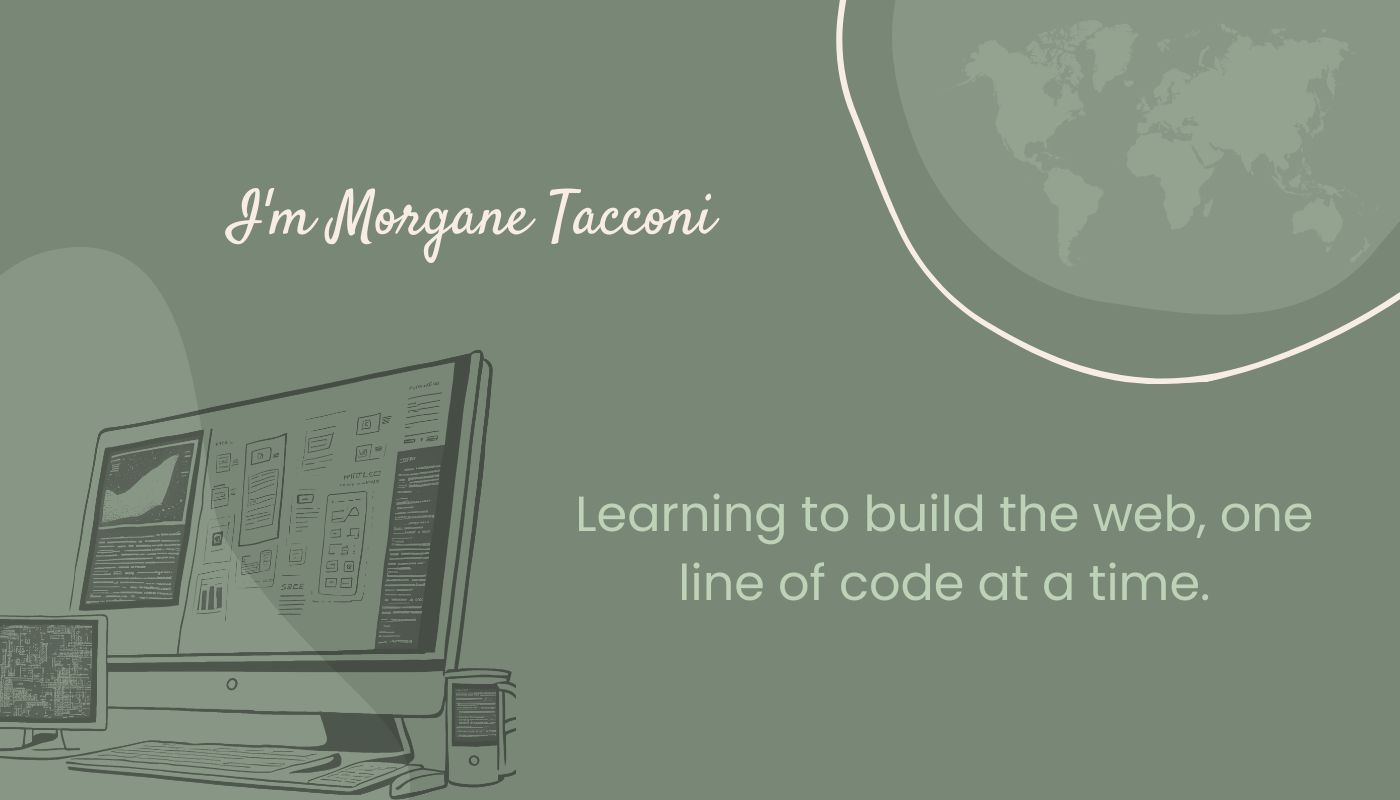 I'm Morgane Tacconi
Learning to build the web, one
line of code at a time.